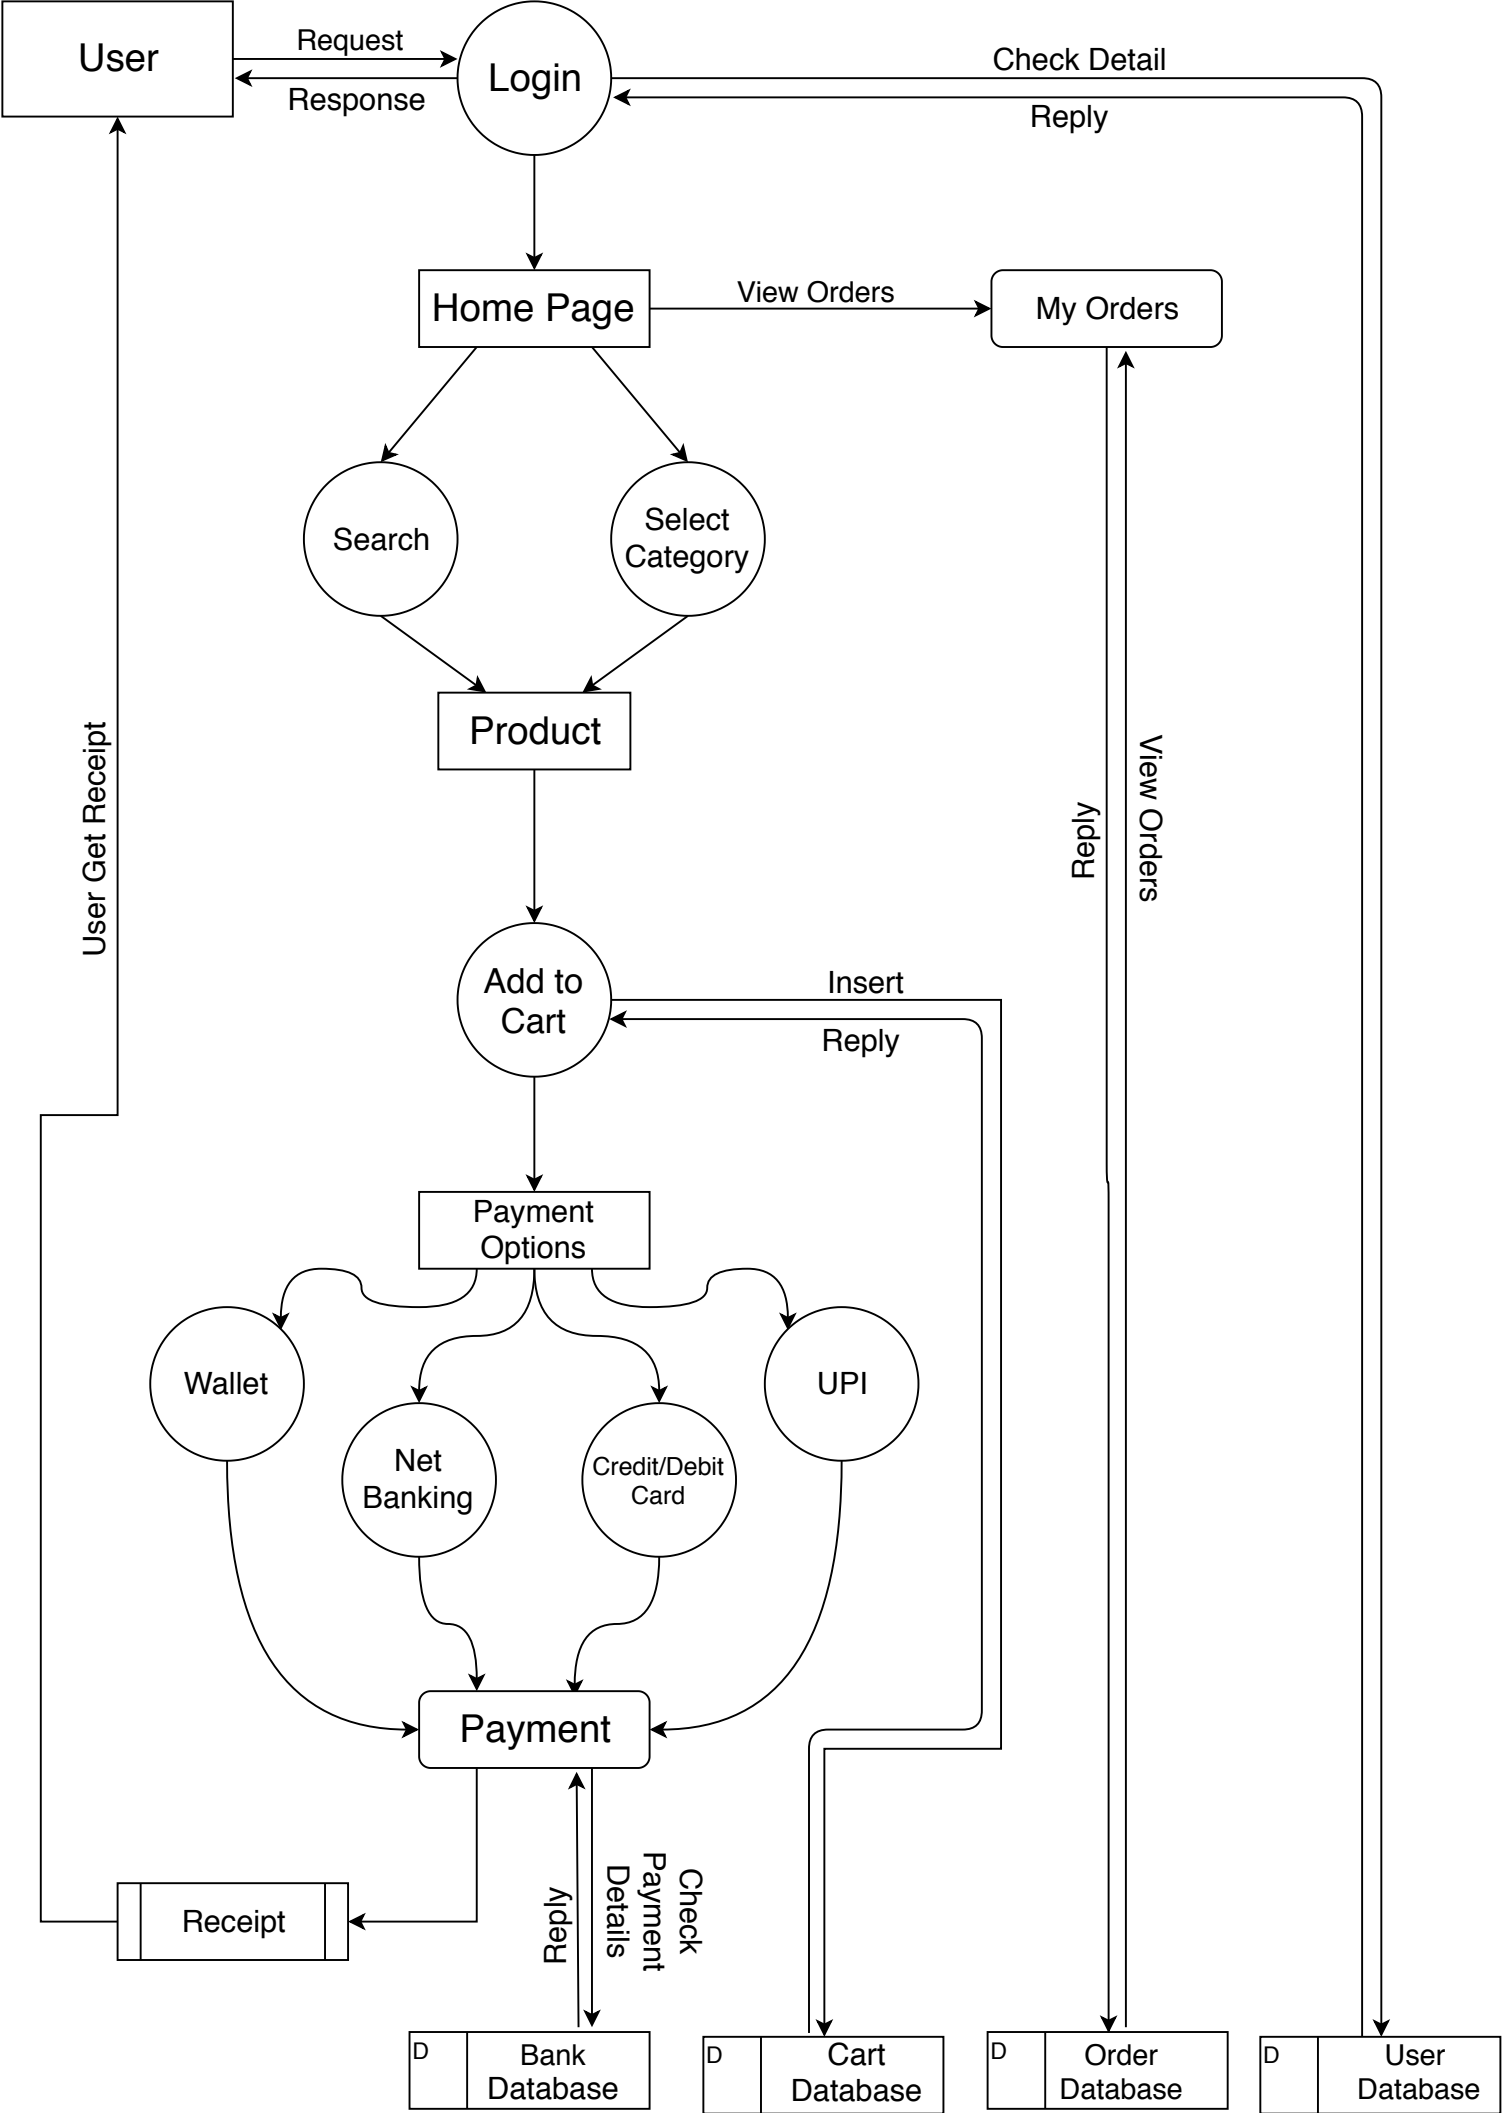 User
Request
Response
Login
Check Detail
Reply
Home Page
View Orders
My Orders
Search
Select
Category
Product
User Get Receipt
Reply
View Orders
Add to
Cart
Insert
Reply
Payment
Options
Wallet
Net
Banking
Credit/Debit
Card
UPI
Payment
Receipt
Reply
Check
Payment
Details
D
Bank
Database
D
Cart
Database
D
Order
Database
D
User
Database